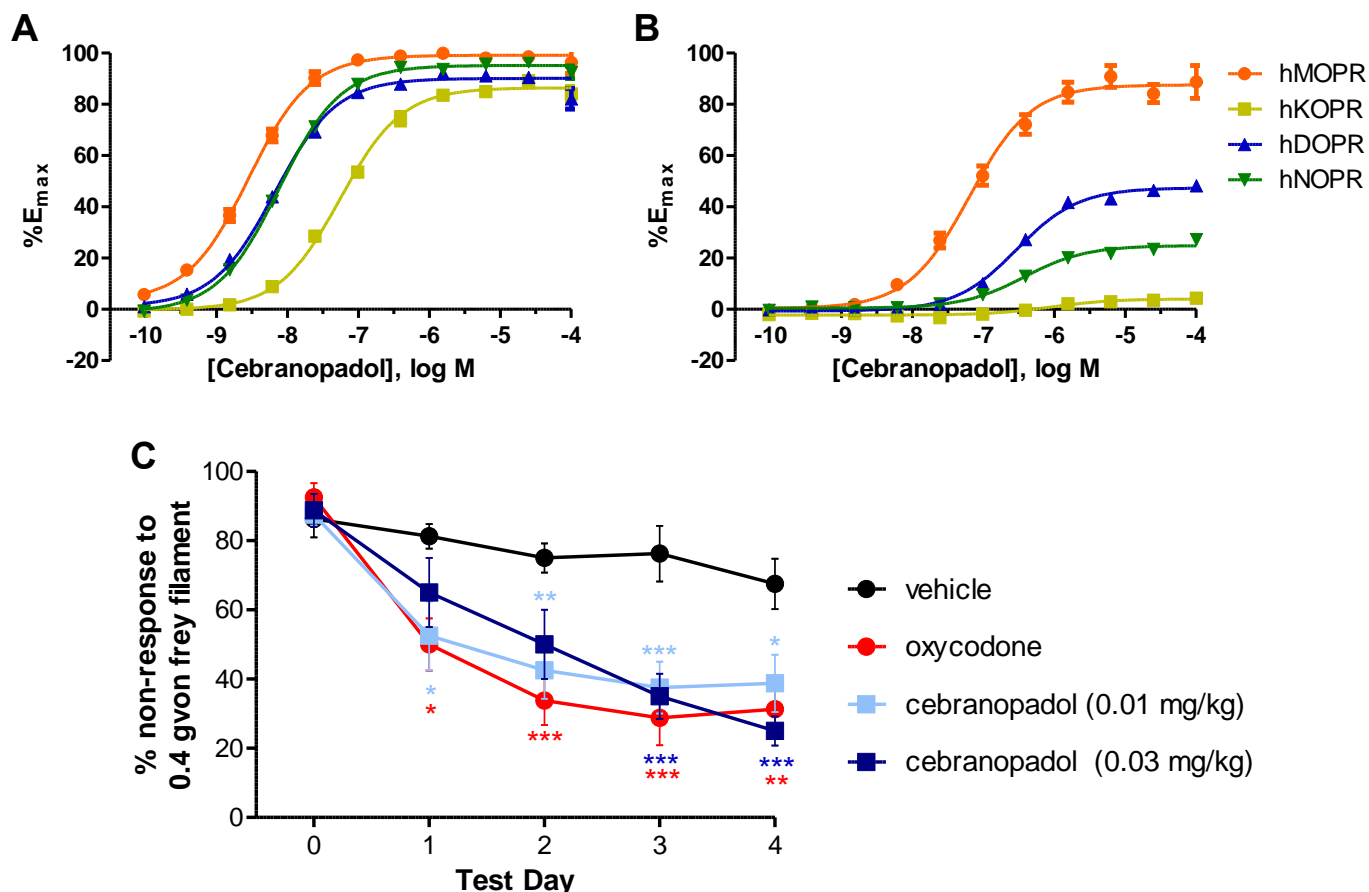 A
100
80
60
40
20
0
-20
%Emax
-10 -9 -8 -7 -6 -5 -4
[Cebranopadol], log M
B
100
80
60
40
20
0
-20
%Emax
-10 -9 -8 -7 -6 -5 -4
[Cebranopadol], log M
hMOPR
hKOPR
hDOPR
hNOPR
C
100
80
60
40
20
0
% non-response to
0.4 gvon frey filament
** 
*** *
*
*
*** *** ***
*** **
0 1 2 3 4
Test Day
vehicle
oxycodone
cebranopadol (0.01 mg/kg)
cebranopadol (0.03 mg/kg)